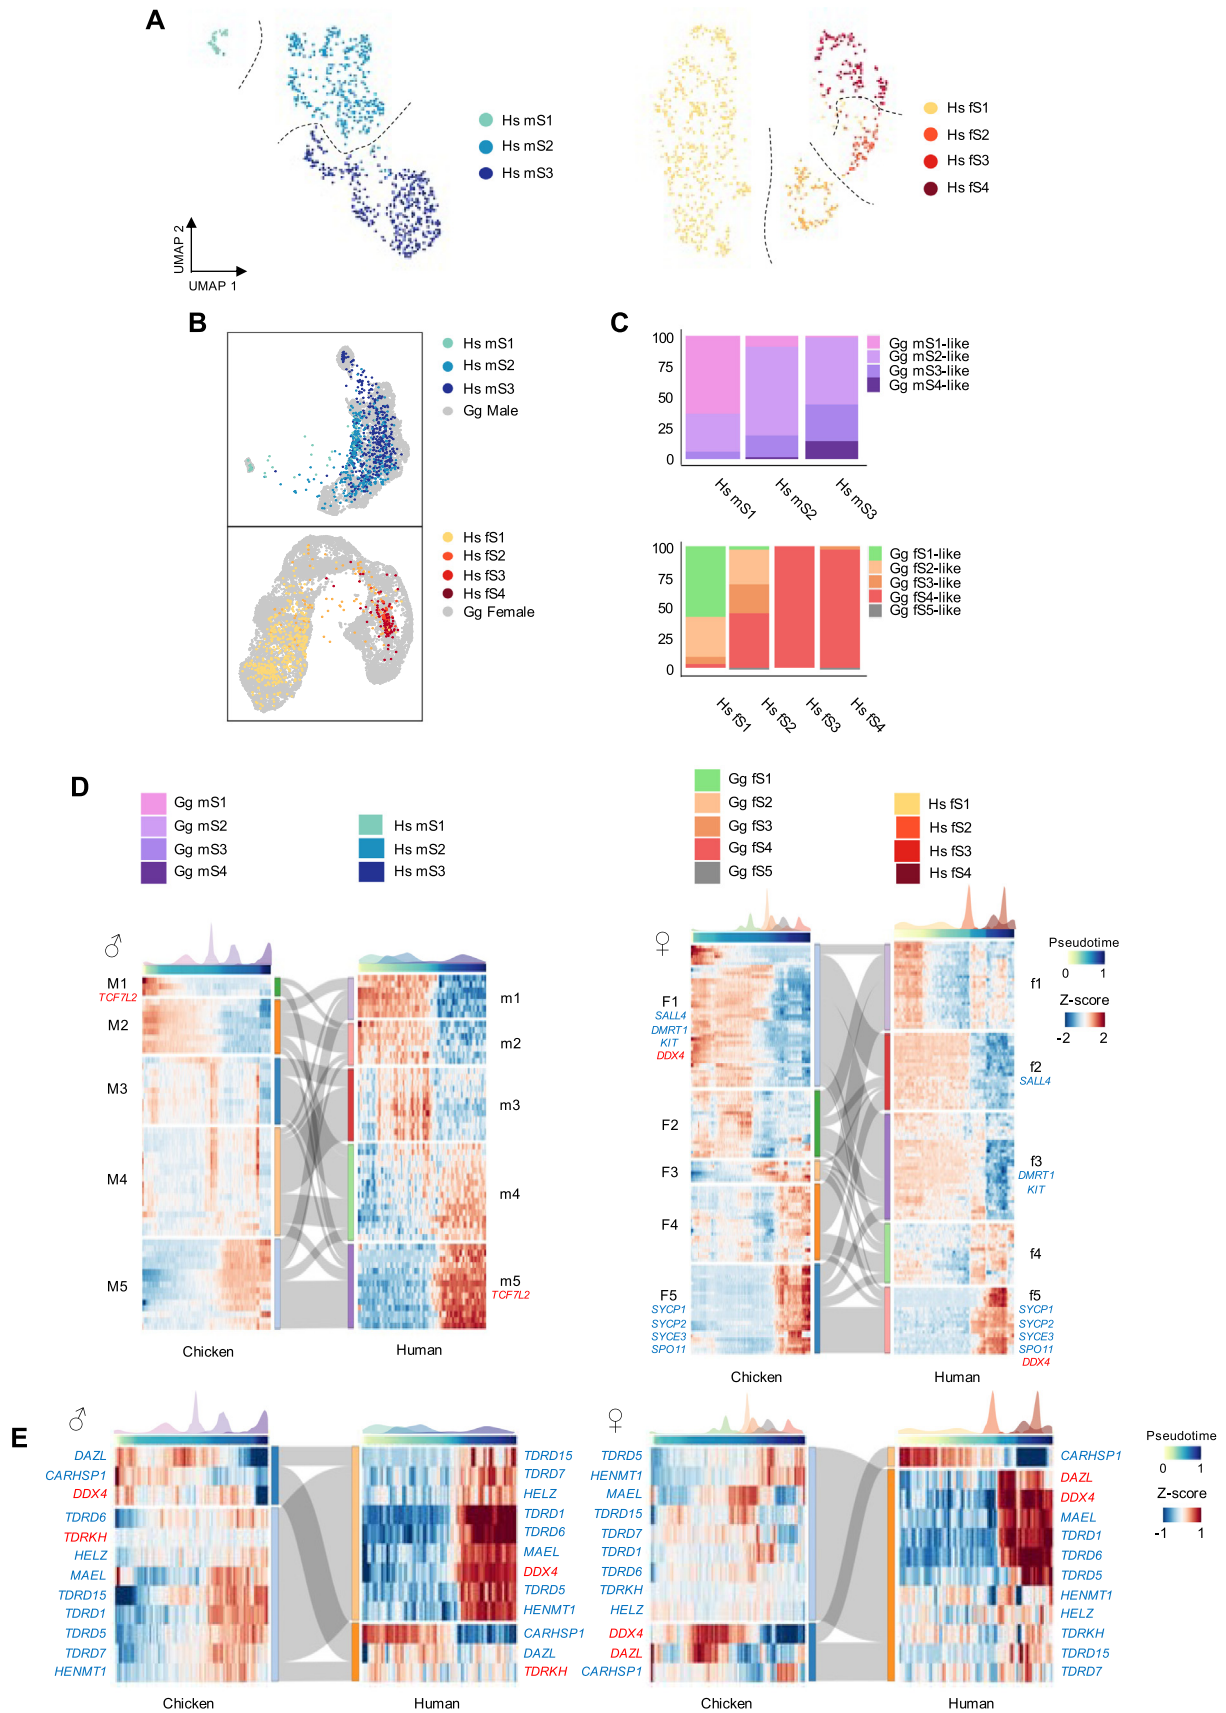 A
Hs mS1
Hs mS2
Hs mS3
Hs fS1
Hs fS2
Hs fS3
Hs fS4
UMAP 2
UMAP 1
B
Hs mS1
Hs mS2
Hs mS3
Gg Male
Hs fS1
Hs fS2
Hs fS3
Hs fS4
Gg Female
C
100
75
50
25
0
Gg mS1-like
Gg mS2-like
Gg mS3-like
Gg mS4-like
Hs mS1
Hs mS2
Hs mS3
100
75
50
25
0
Gg fS1-like
Gg fS2-like
Gg fS3-like
Gg fS4-like
Gg fS5-like
Hs fS1
Hs fS2
Hs fS3
Hs fS4
D
Gg mS1
Gg mS2
Gg mS3
Gg mS4
Hs mS1
Hs mS2
Hs mS3
Gg fS1
Gg fS2
Gg fS3
Gg fS4
Gg fS5
Hs fS1
Hs fS2
Hs fS3
Hs fS4
♂
M1
TCF7L2
M2
M3
M4
M5
m1
m2
m3
m4
m5
TCF7L2
Chicken
Human
♀
F1
SALL4
DMRT1
KIT
DDX4
F2
F3
F4
F5
SYCP1
SYCP2
SYCE3
SPO11
f1
f2
SALL4
f3
DMRT1
KIT
f4
f5
SYCP1
SYCP2
SYCE3
SPO11
DDX4
Chicken
Human
Pseudotime
0 1
Z-score
-2 2
E
♂
DAZL
CARHSP1
DDX4
TDRD6
TDRKH
HELZ
MAEL
TDRD15
TDRD1
TDRD5
TDRD7
HENMT1
TDRD15
TDRD7
HELZ
TDRD1
TDRD6
MAEL
DDX4
TDRD5
HENMT1
CARHSP1
DAZL
TDRKH
Chicken
Human
♀
TDRD5
HENMT1
MAEL
TDRD15
TDRD7
TDRD1
TDRD6
TDRKH
HELZ
DDX4
DAZL
CARHSP1
CARHSP1
DAZL
DDX4
MAEL
TDRD1
TDRD6
TDRD5
HENMT1
HELZ
TDRKH
TDRD15
TDRD7
Chicken
Human
Pseudotime
0 1
Z-score
-1 1